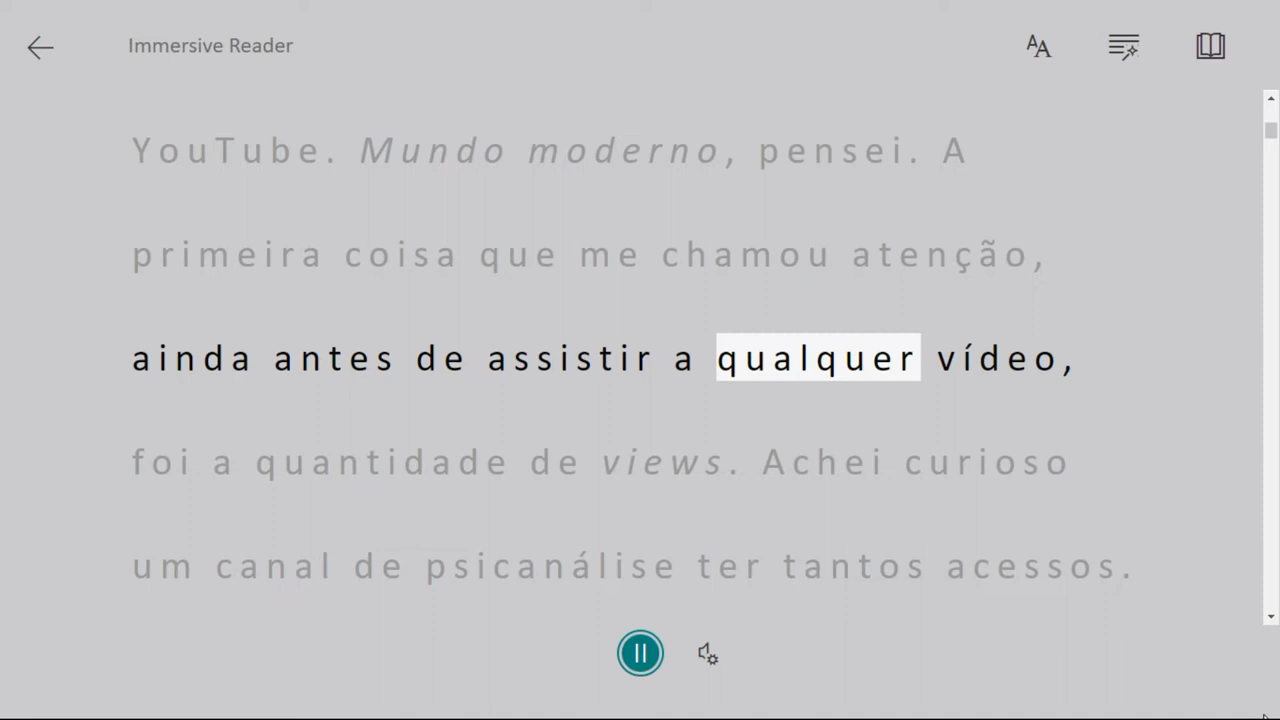 Immersive Reader
YouTube. Mundo moderno, pensei. A
primeira coisa que me chamou atenção,
ainda antes de assistir a qualquer vídeo,
foi a quantidade de views. Achei curioso
um canal de psicanálise ter tantos acessos.